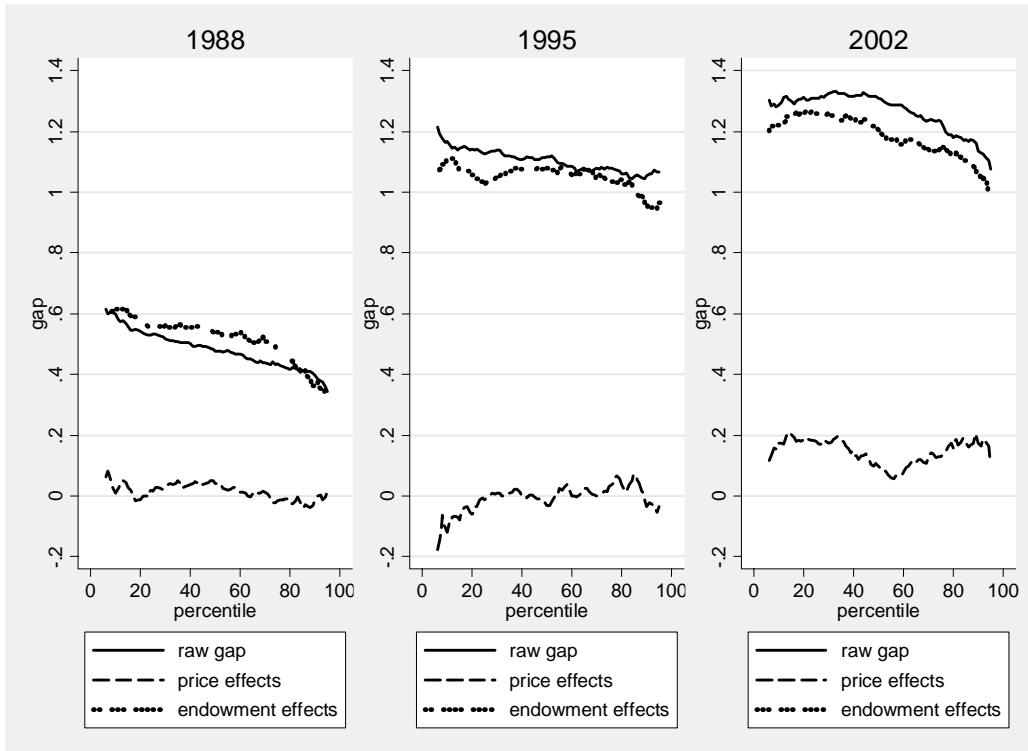 1988
1.4
1.2
1
.8
.6
.4
.2
0
-.2
gap
0 20 40 60 80 100
percentile
raw gap
price effects
endowment effects
1995
1.4
1.2
1
.8
.6
.4
.2
0
-.2
gap
0 20 40 60 80 100
percentile
raw gap
price effects
endowment effects
2002
1.4
1.2
1
.8
.6
.4
.2
0
-.2
gap
0 20 40 60 80 100
percentile
raw gap
price effects
endowment effects